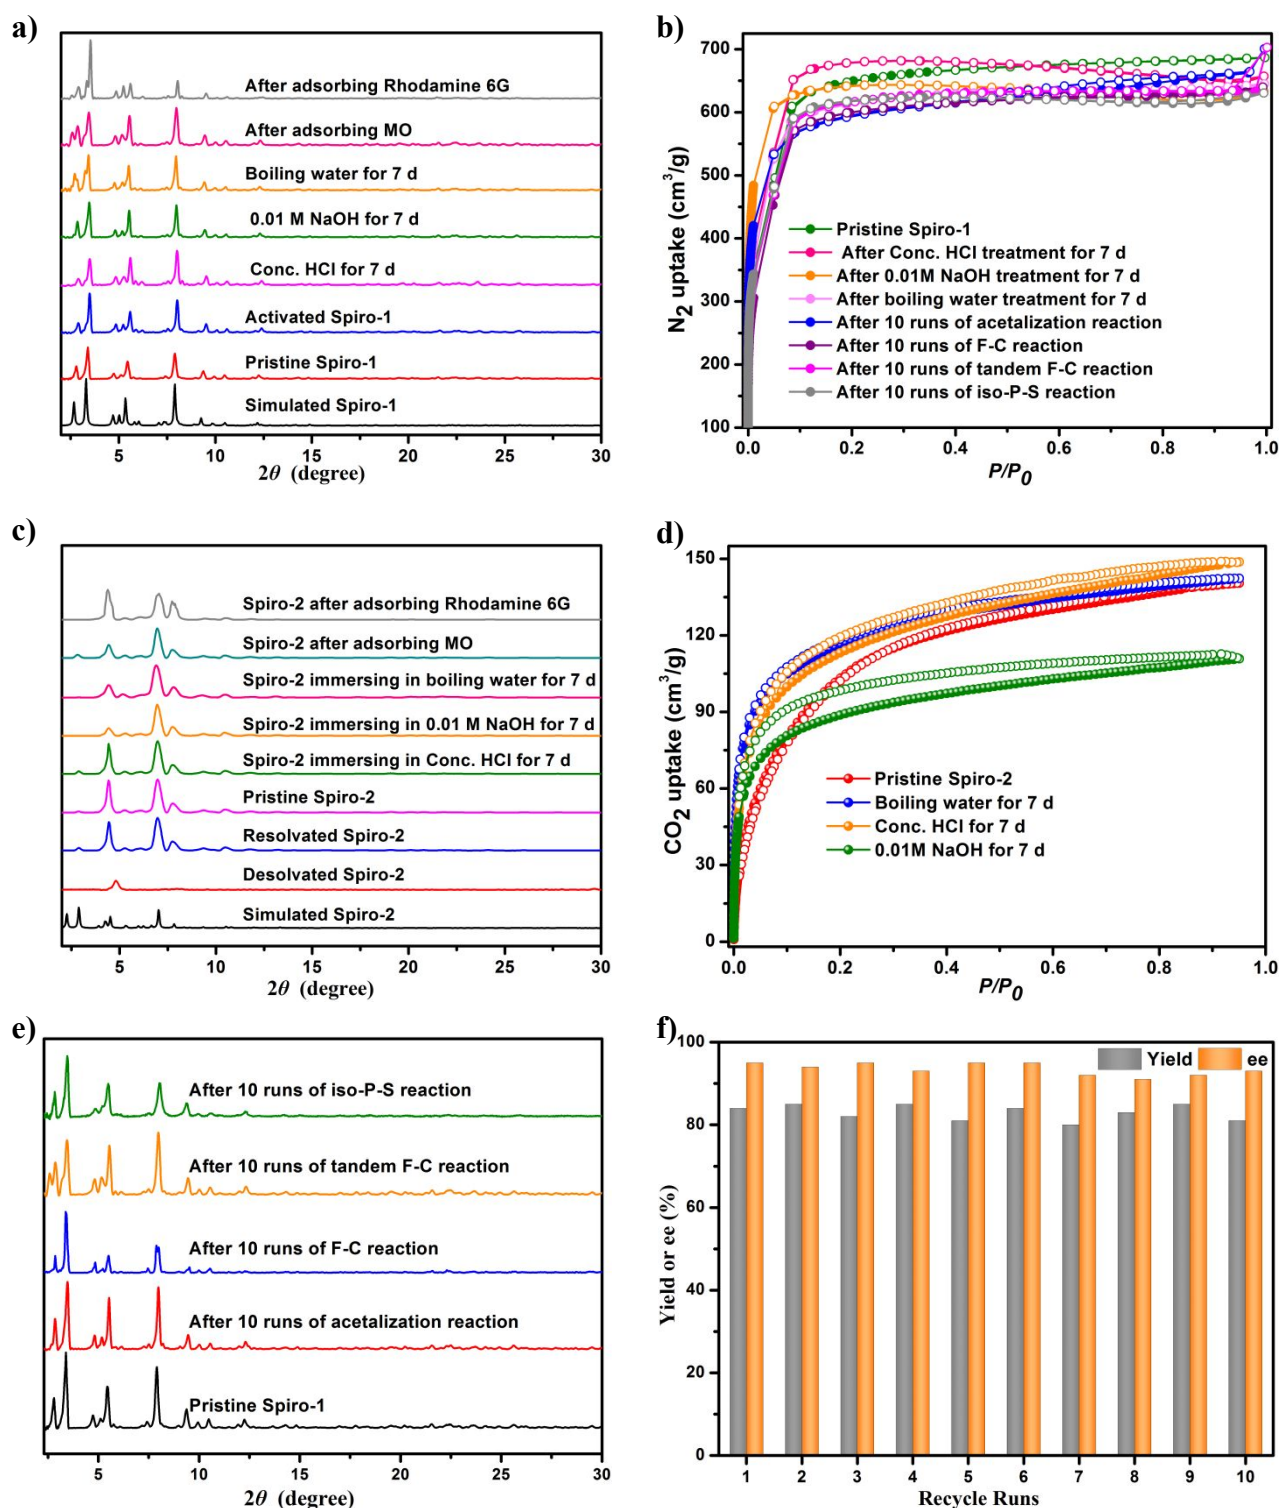 a)
After adsorbing Rhodamine 6G
After adsorbing MO
Boiling water for 7 d
0.01 M NaOH for 7 d
Conc. HCl for 7 d
Activated Spiro-1
Pristine Spiro-1
Simulated Spiro-1
5 10 15 20 25 30
2θ (degree)
b)
N2 uptake (cm3/g)
700
600
500
400
300
200
100
Pristine Spiro-1
After Conc. HCl treatment for 7 d
After 0.01M NaOH treatment for 7 d
After boiling water treatment for 7 d
After 10 runs of acetalization reaction
After 10 runs of F-C reaction
After 10 runs of tandem F-C reaction
After 10 runs of iso-P-S reaction
0.0 0.2 0.4 0.6 0.8 1.0
P/P0
c)
Spiro-2 after adsorbing Rhodamine 6G
Spiro-2 after adsorbing MO
Spiro-2 immersing in boiling water for 7 d
Spiro-2 immersing in 0.01 M NaOH for 7 d
Spiro-2 immersing in Conc. HCl for 7 d
Pristine Spiro-2
Resolvated Spiro-2
Desolvated Spiro-2
Simulated Spiro-2
5 10 15 20 25 30
2θ (degree)
d)
CO2 uptake (cm3/g)
150
120
90
60
30
0
Pristine Spiro-2
Boiling water for 7 d
Conc. HCl for 7 d
0.01M NaOH for 7 d
0.0 0.2 0.4 0.6 0.8 1.0
P/P0
e)
After 10 runs of iso-P-S reaction
After 10 runs of tandem F-C reaction
After 10 runs of F-C reaction
After 10 runs of acetalization reaction
Pristine Spiro-1
5 10 15 20 25 30
2θ (degree)
f)
Yield or ee (%)
100
80
60
40
20
0
Yield ee
1 2 3 4 5 6 7 8 9 10
Recycle Runs